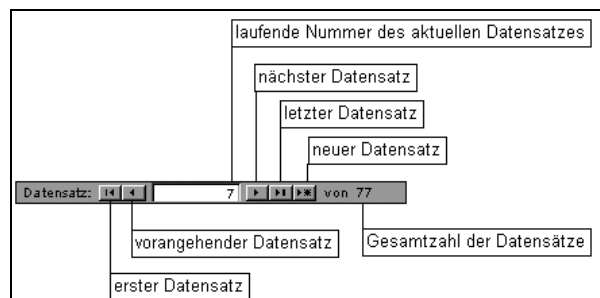 laufende Nummer des aktuellen Datensatzes
nächster Datensatz
letzter Datensatz
neuer Datensatz
Datensatz: 7 von 77
vorangehender Datensatz
Gesamtzahl der Datensätze
erster Datensatz